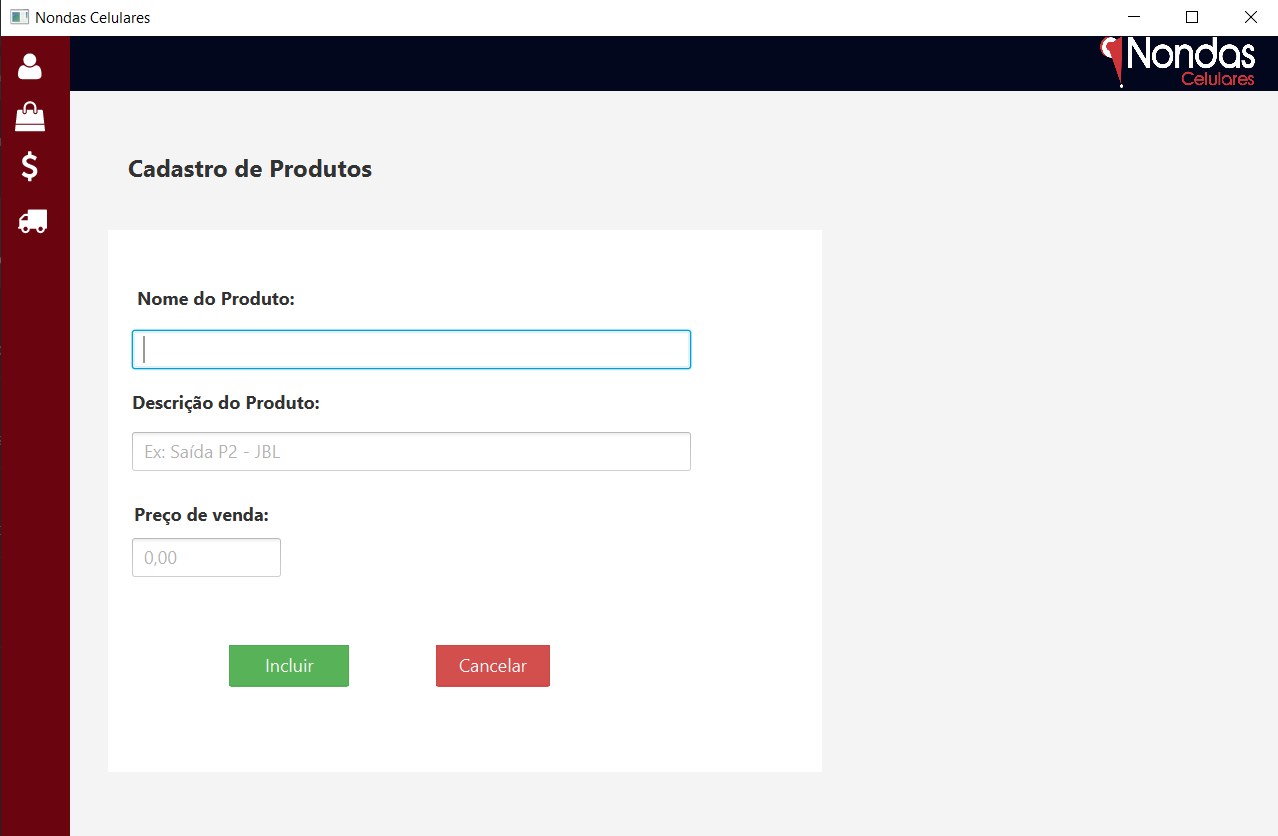 Nondas Celulares
Nondas
Celulares
Cadastro de Produtos
Nome do Produto:
Descrição do Produto:
Ex: Saída P2 - JBL
Preço de venda:
0,00
Incluir
Cancelar